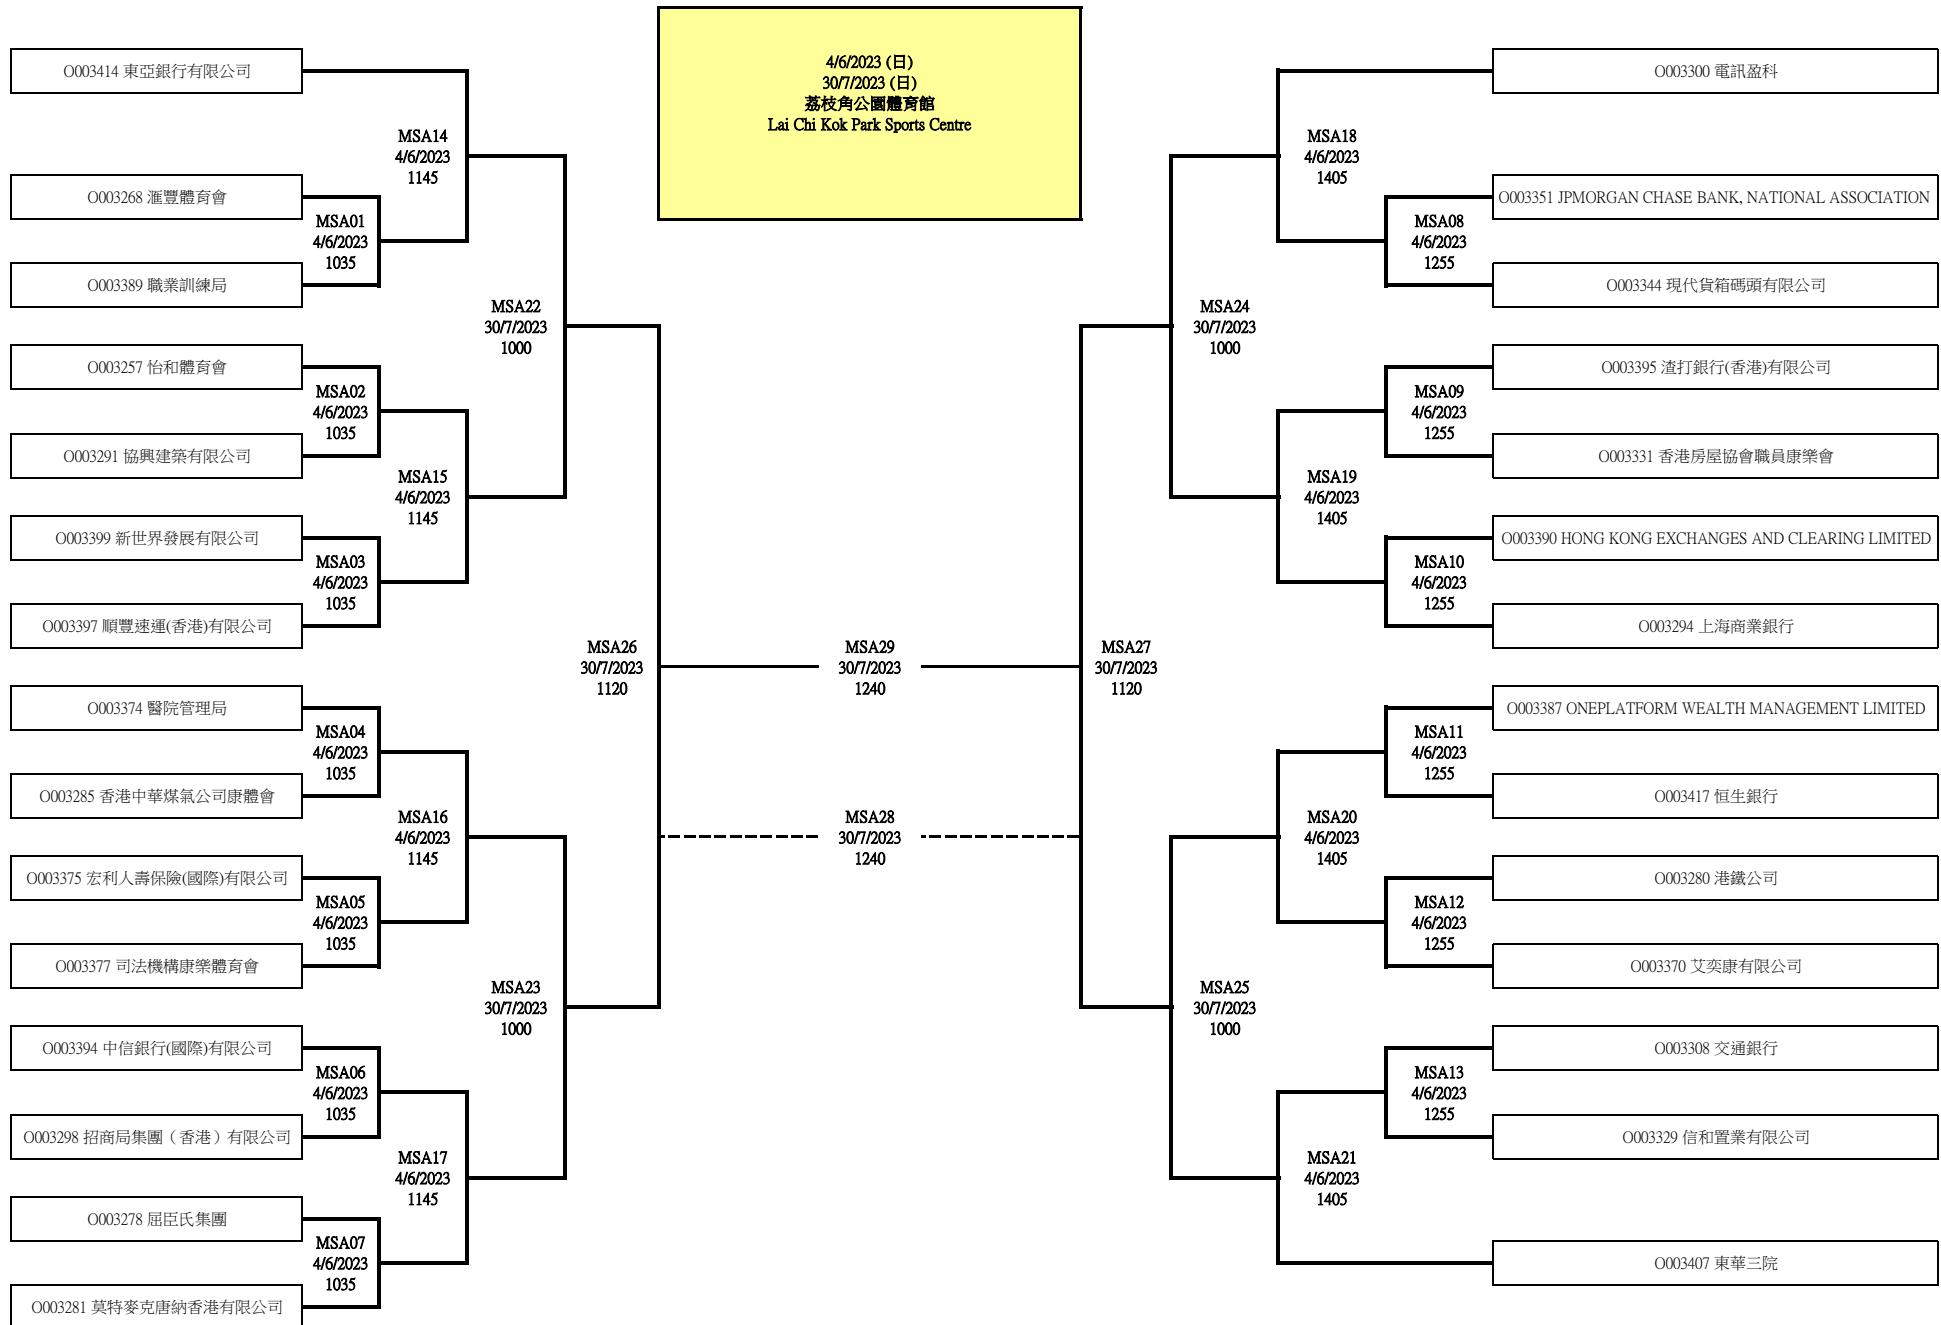 4/6/2023 (日)
30/7/2023 (日)
荔枝角公園體育館
Lai Chi Kok Park Sports Centre
O003414 東亞銀行有限公司
MSA14
4/6/2023
1145
O003268 滙豐體育會
MSA01
4/6/2023
1035
O003389 職業訓練局
MSA22
30/7/2023
1000
O003257 怡和體育會
MSA02
4/6/2023
1035
O003291 協興建築有限公司
MSA15
4/6/2023
1145
O003399 新世界發展有限公司
MSA03
4/6/2023
1035
O003397 順豐速運(香港)有限公司
MSA26
30/7/2023
1120
O003374 醫院管理局
MSA04
4/6/2023
1035
O003285 香港中華煤氣公司康體會
MSA16
4/6/2023
1145
O003375 宏利人壽保險(國際)有限公司
MSA05
4/6/2023
1035
O003377 司法機構康樂體育會
MSA23
30/7/2023
1000
O003394 中信銀行(國際)有限公司
MSA06
4/6/2023
1035
O003298 招商局集團（香港）有限公司
MSA17
4/6/2023
1145
O003278 屈臣氏集團
MSA07
4/6/2023
1035
O003281 莫特麥克唐納香港有限公司
MSA29
30/7/2023
1240
MSA28
30/7/2023
1240
O003300 電訊盈科
MSA18
4/6/2023
1405
O003351 JPMORGAN CHASE BANK, NATIONAL ASSOCIATION
MSA08
4/6/2023
1255
O003344 現代貨箱碼頭有限公司
MSA24
30/7/2023
1000
O003395 渣打銀行(香港)有限公司
MSA09
4/6/2023
1255
O003331 香港房屋協會職員康樂會
MSA19
4/6/2023
1405
O003390 HONG KONG EXCHANGES AND CLEARING LIMITED
MSA10
4/6/2023
1255
O003294 上海商業銀行
MSA27
30/7/2023
1120
O003387 ONEPLATFORM WEALTH MANAGEMENT LIMITED
MSA11
4/6/2023
1255
O003417 恒生銀行
MSA20
4/6/2023
1405
O003280 港鐵公司
MSA12
4/6/2023
1255
O003370 艾奕康有限公司
MSA25
30/7/2023
1000
O003308 交通銀行
MSA13
4/6/2023
1255
O003329 信和置業有限公司
MSA21
4/6/2023
1405
O003407 東華三院